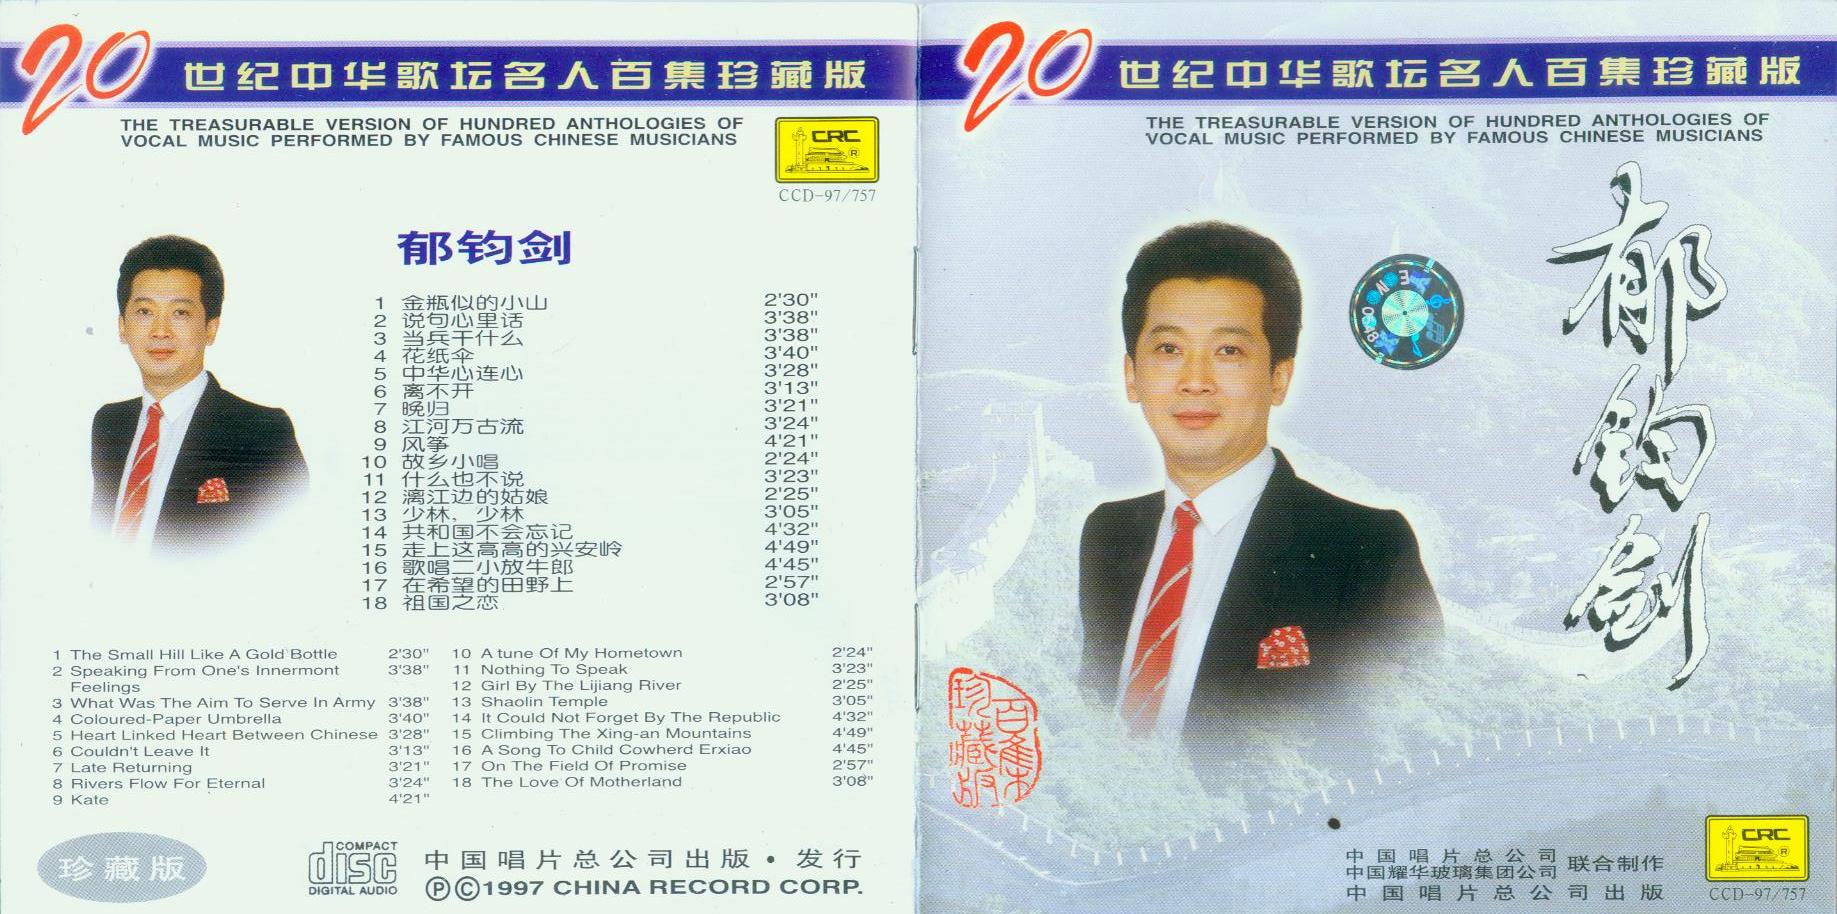 20世纪中华歌坛名人百集珍藏版
THE TREASURABLE VERSION OF HUNDRED ANTHOLOGIES OF
VOCAL MUSIC PERFORMED BY FAMOUS CHINESE MUSICIANS
CRC
®
CCD-97/757
郁钧剑
1 金瓶似的小山 2'30"
2 说句心里话 3'38"
3 当兵干什么 3'38"
4 花纸伞 3'40"
5 中华心连心 3'28"
6 离不开 3'13"
7 晚归 3'21"
8 江河万古流 3'24"
9 风筝 4'21"
10 故乡小唱 2'24"
11 什么也不说 3'23"
12 漓江边的姑娘 2'25"
13 少林，少林 3'05"
14 共和国不会忘记 4'32"
15 走上这高高的兴安岭 4'49"
16 歌唱二小放牛郎 4'45"
17 在希望的田野上 2'57"
18 祖国之恋 3'08"
1 The Small Hill Like A Gold Bottle 2'30"
2 Speaking From One's Innermont
Feelings 3'38"
3 What Was The Aim To Serve In Army 3'38"
4 Coloured-Paper Umbrella 3'40"
5 Heart Linked Heart Between Chinese 3'28"
6 Couldn't Leave It 3'13"
7 Late Returning 3'21"
8 Rivers Flow For Eternal 3'24"
9 Kate 4'21"
10 A tune Of My Hometown 2'24"
11 Nothing To Speak 3'23"
12 Girl By The Lijiang River 2'25"
13 Shaolin Temple 3'05"
14 It Could Not Forget By The Republic 4'32"
15 Climbing The Xing-an Mountains 4'49"
16 A Song To Child Cowherd Erxiao 4'45"
17 On The Field Of Promise 2'57"
18 The Love Of Motherland 3'08"
珍藏版
COMPACT
disc
DIGITAL AUDIO
中国唱片总公司出版·发行
Ⓟ©1997 CHINA RECORD CORP.
20世纪中华歌坛名人百集珍藏版
THE TREASURABLE VERSION OF HUNDRED ANTHOLOGIES OF
VOCAL MUSIC PERFORMED BY FAMOUS CHINESE MUSICIANS
郁钧剑
百集
珍藏版
中国唱片总公司
中国耀华玻璃集团公司 联合制作
中国唱片总公司出版
CRC
®
CCD-97/757